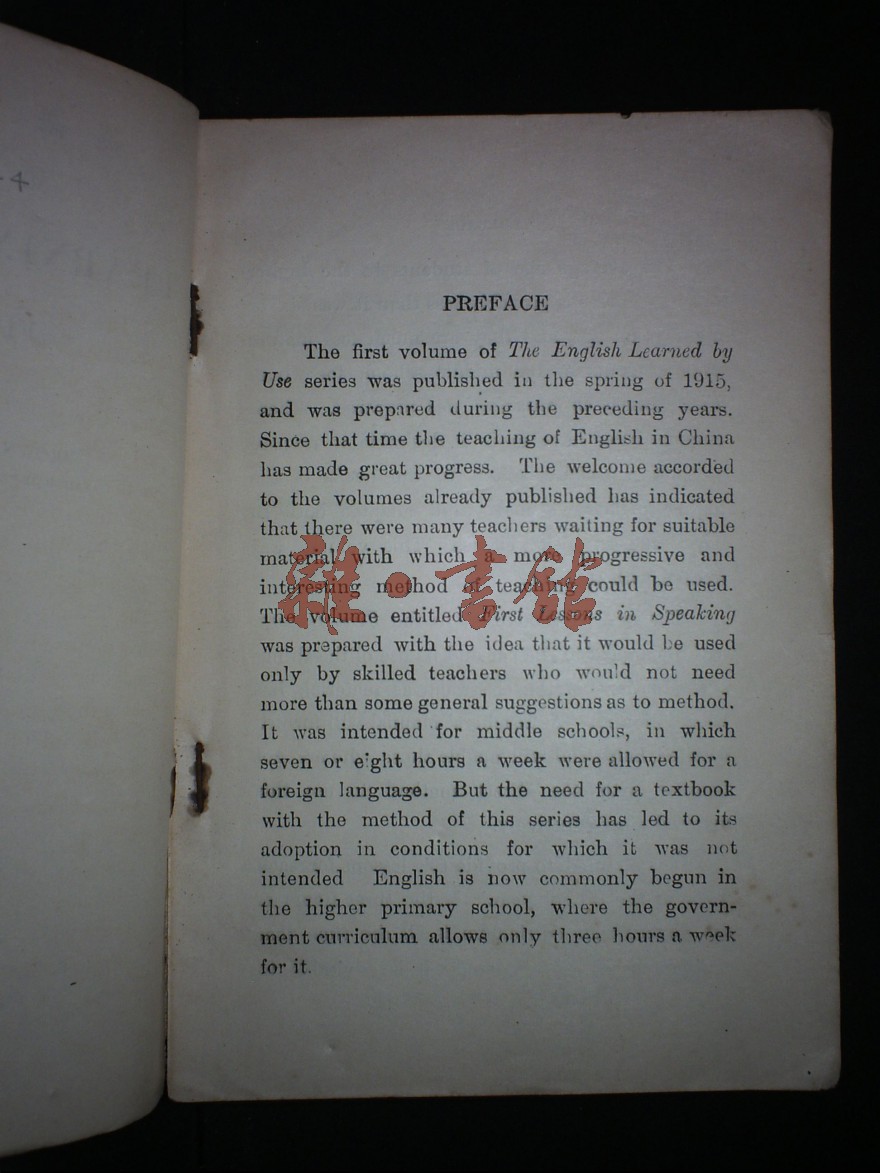 4
PREFACE
The first volume of The English Learned by
Use series was published in the spring of 1915,
and was prepared during the preceding years.
Since that time the teaching of English in China
has made great progress. The welcome accorded
to the volumes already published has indicated
that there were many teachers waiting for suitable
material with which a more progressive and
interesting method of teaching could be used.
The volume entitled First Lessons in Speaking
was prepared with the idea that it would be used
only by skilled teachers who would not need
more than some general suggestions as to method.
It was intended for middle schools, in which
seven or eight hours a week were allowed for a
foreign language. But the need for a textbook
with the method of this series has led to its
adoption in conditions for which it was not
intended English is now commonly begun in
the higher primary school, where the govern-
ment curriculum allows only three hours a week
for it.
雜·書館